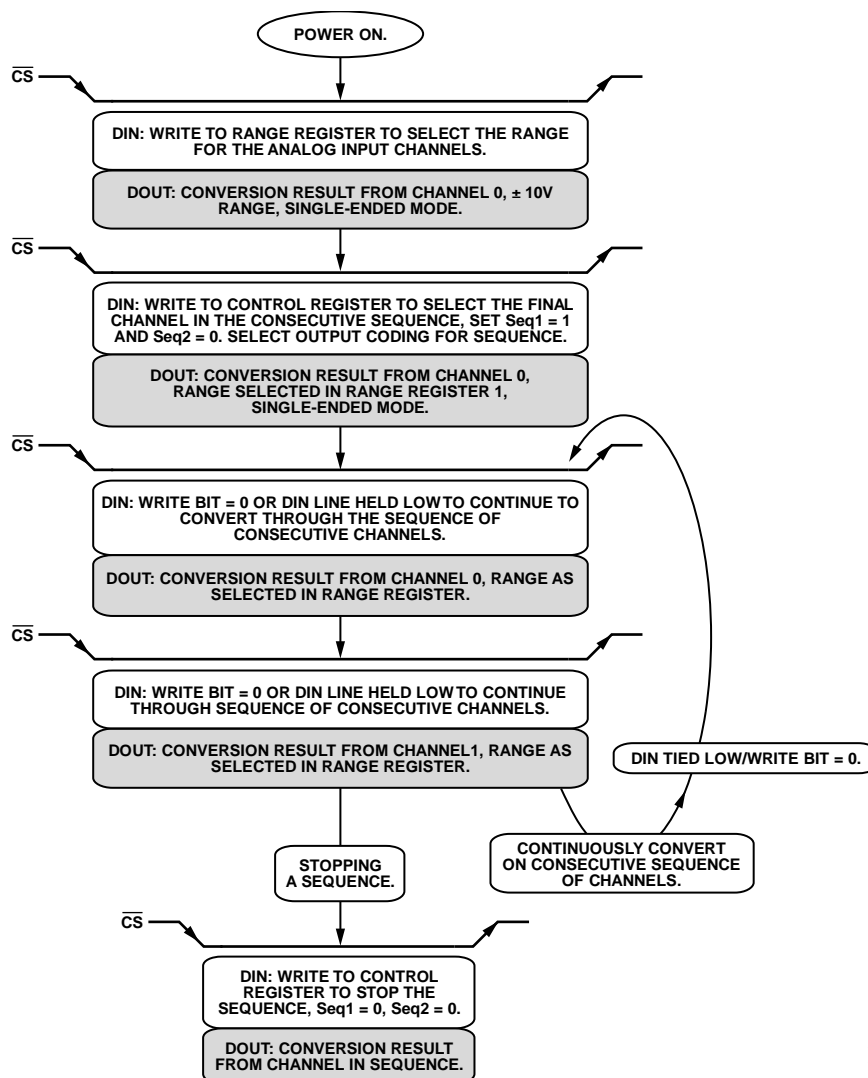 POWER ON.
CS
DIN: WRITE TO RANGE REGISTER TO SELECT THE RANGE
FOR THE ANALOG INPUT CHANNELS.
DOUT: CONVERSION RESULT FROM CHANNEL 0, ± 10V
RANGE, SINGLE-ENDED MODE.
CS
DIN: WRITE TO CONTROL REGISTER TO SELECT THE FINAL
CHANNEL IN THE CONSECUTIVE SEQUENCE, SET Seq1 = 1
AND Seq2 = 0. SELECT OUTPUT CODING FOR SEQUENCE.
DOUT: CONVERSION RESULT FROM CHANNEL 0,
RANGE SELECTED IN RANGE REGISTER 1,
SINGLE-ENDED MODE.
CS
DIN: WRITE BIT = 0 OR DIN LINE HELD LOW TO CONTINUE TO
CONVERT THROUGH THE SEQUENCE OF
CONSECUTIVE CHANNELS.
DOUT: CONVERSION RESULT FROM CHANNEL 0, RANGE AS
SELECTED IN RANGE REGISTER.
CS
DIN: WRITE BIT = 0 OR DIN LINE HELD LOW TO CONTINUE
THROUGH SEQUENCE OF CONSECUTIVE CHANNELS.
DOUT: CONVERSION RESULT FROM CHANNEL1, RANGE AS
SELECTED IN RANGE REGISTER.
DIN TIED LOW/WRITE BIT = 0.
STOPPING
A SEQUENCE.
CONTINUOUSLY CONVERT
ON CONSECUTIVE SEQUENCE
OF CHANNELS.
CS
DIN: WRITE TO CONTROL
REGISTER TO STOP THE
SEQUENCE, Seq1 = 0, Seq2 = 0.
DOUT: CONVERSION RESULT
FROM CHANNEL IN SEQUENCE.